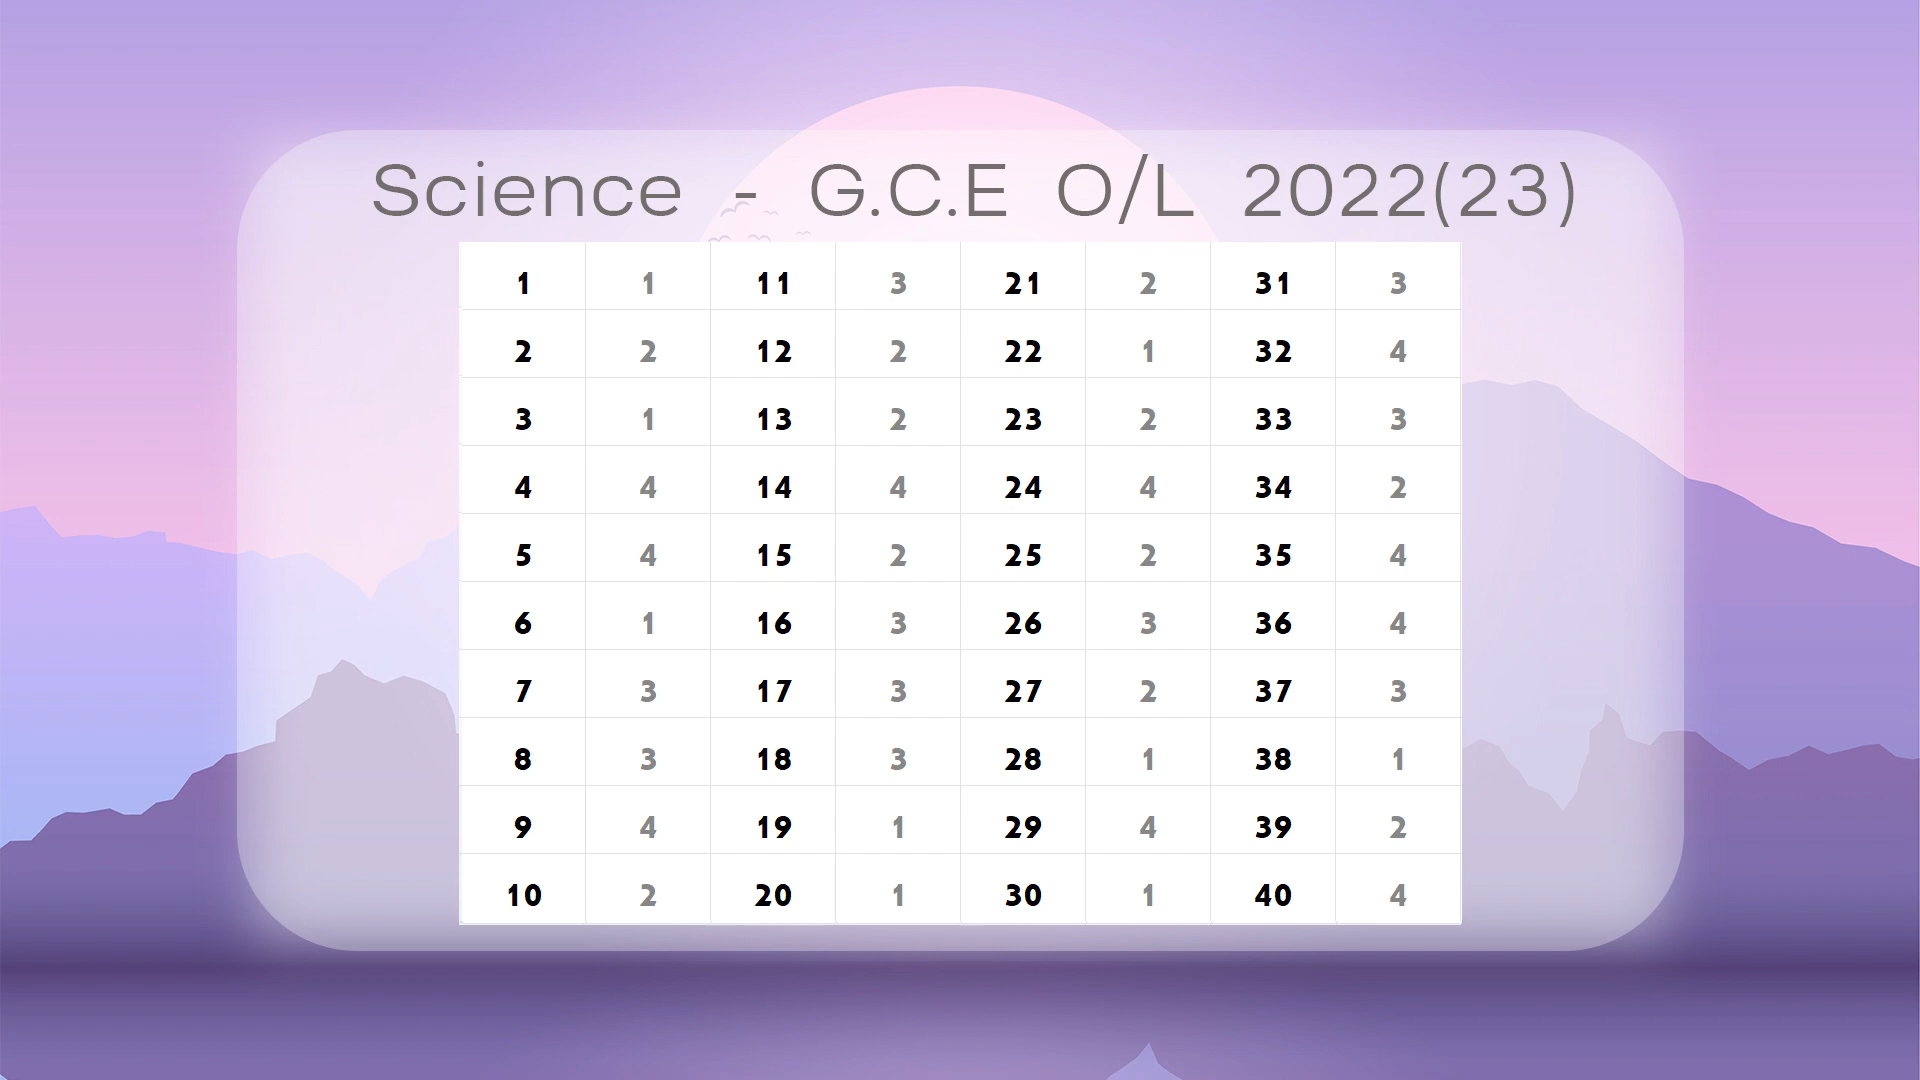 Science - G.C.E O/L 2022(23)
1 1 11 3 21 2 31 3
2 2 12 2 22 1 32 4
3 1 13 2 23 2 33 3
4 4 14 4 24 4 34 2
5 4 15 2 25 2 35 4
6 1 16 3 26 3 36 4
7 3 17 3 27 2 37 3
8 3 18 3 28 1 38 1
9 4 19 1 29 4 39 2
10 2 20 1 30 1 40 4